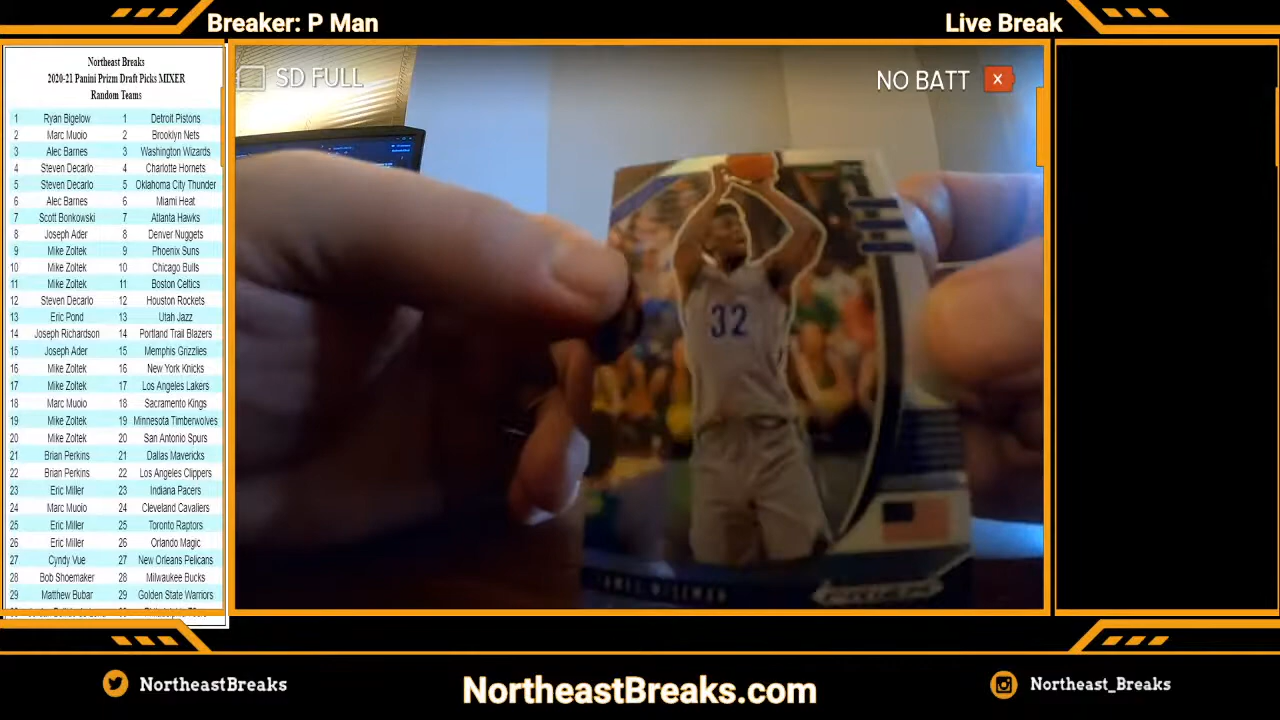 Breaker: P Man
Live Break
Northeast Breaks
2020-21 Panini Prizm Draft Picks MIXER
Random Teams
1 Ryan Bigelow 1 Detroit Pistons
2 Marc Muoio 2 Brooklyn Nets
3 Alec Barnes 3 Washington Wizards
4 Steven Decarlo 4 Charlotte Hornets
5 Steven Decarlo 5 Oklahoma City Thunder
6 Alec Barnes 6 Miami Heat
7 Scott Bonkowski 7 Atlanta Hawks
8 Joseph Ader 8 Denver Nuggets
9 Mike Zoltek 9 Phoenix Suns
10 Mike Zoltek 10 Chicago Bulls
11 Mike Zoltek 11 Boston Celtics
12 Steven Decarlo 12 Houston Rockets
13 Eric Pond 13 Utah Jazz
14 Joseph Richardson 14 Portland Trail Blazers
15 Joseph Ader 15 Memphis Grizzlies
16 Mike Zoltek 16 New York Knicks
17 Mike Zoltek 17 Los Angeles Lakers
18 Marc Muoio 18 Sacramento Kings
19 Mike Zoltek 19 Minnesota Timberwolves
20 Mike Zoltek 20 San Antonio Spurs
21 Brian Perkins 21 Dallas Mavericks
22 Brian Perkins 22 Los Angeles Clippers
23 Eric Miller 23 Indiana Pacers
24 Marc Muoio 24 Cleveland Cavaliers
25 Eric Miller 25 Toronto Raptors
26 Eric Miller 26 Orlando Magic
27 Cyndy Vue 27 New Orleans Pelicans
28 Bob Shoemaker 28 Milwaukee Bucks
29 Matthew Bubar 29 Golden State Warriors
SD FULL
NO BATT
32
JAMES WISEMAN
NortheastBreaks
NortheastBreaks.com
Northeast_Breaks